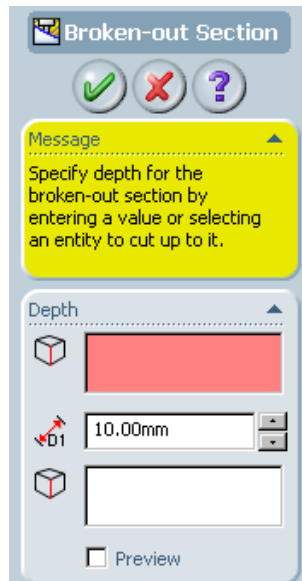 Broken-out Section
?
Message
Specify depth for the
broken-out section by
entering a value or selecting
an entity to cut up to it.
Depth
D1
10.00mm
Preview